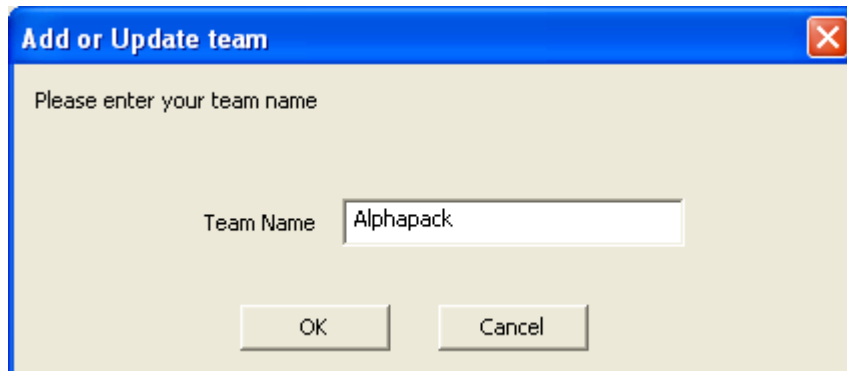 Add or Update team
Please enter your team name
Team Name Alphapack
OK Cancel